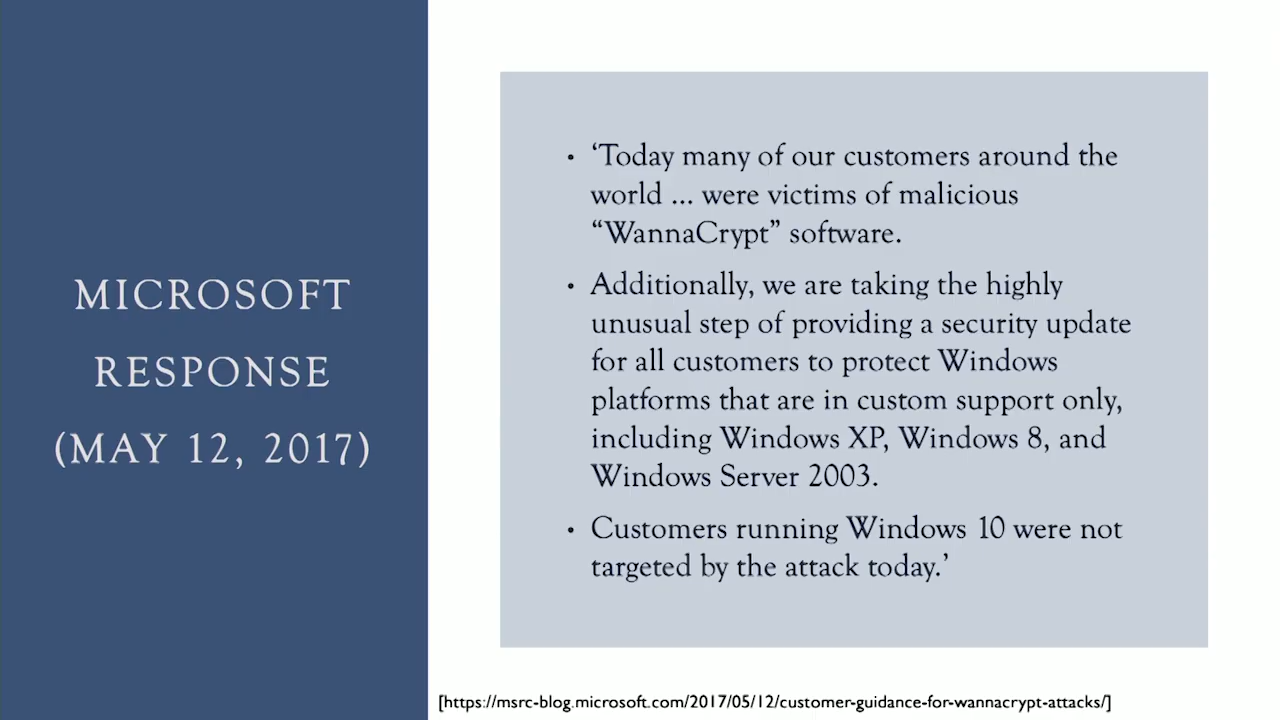 MICROSOFT
RESPONSE
(MAY 12, 2017)
• ‘Today many of our customers around the
world ... were victims of malicious
“WannaCrypt” software.
• Additionally, we are taking the highly
unusual step of providing a security update
for all customers to protect Windows
platforms that are in custom support only,
including Windows XP, Windows 8, and
Windows Server 2003.
• Customers running Windows 10 were not
targeted by the attack today.’
[https://msrc-blog.microsoft.com/2017/05/12/customer-guidance-for-wannacrypt-attacks/]